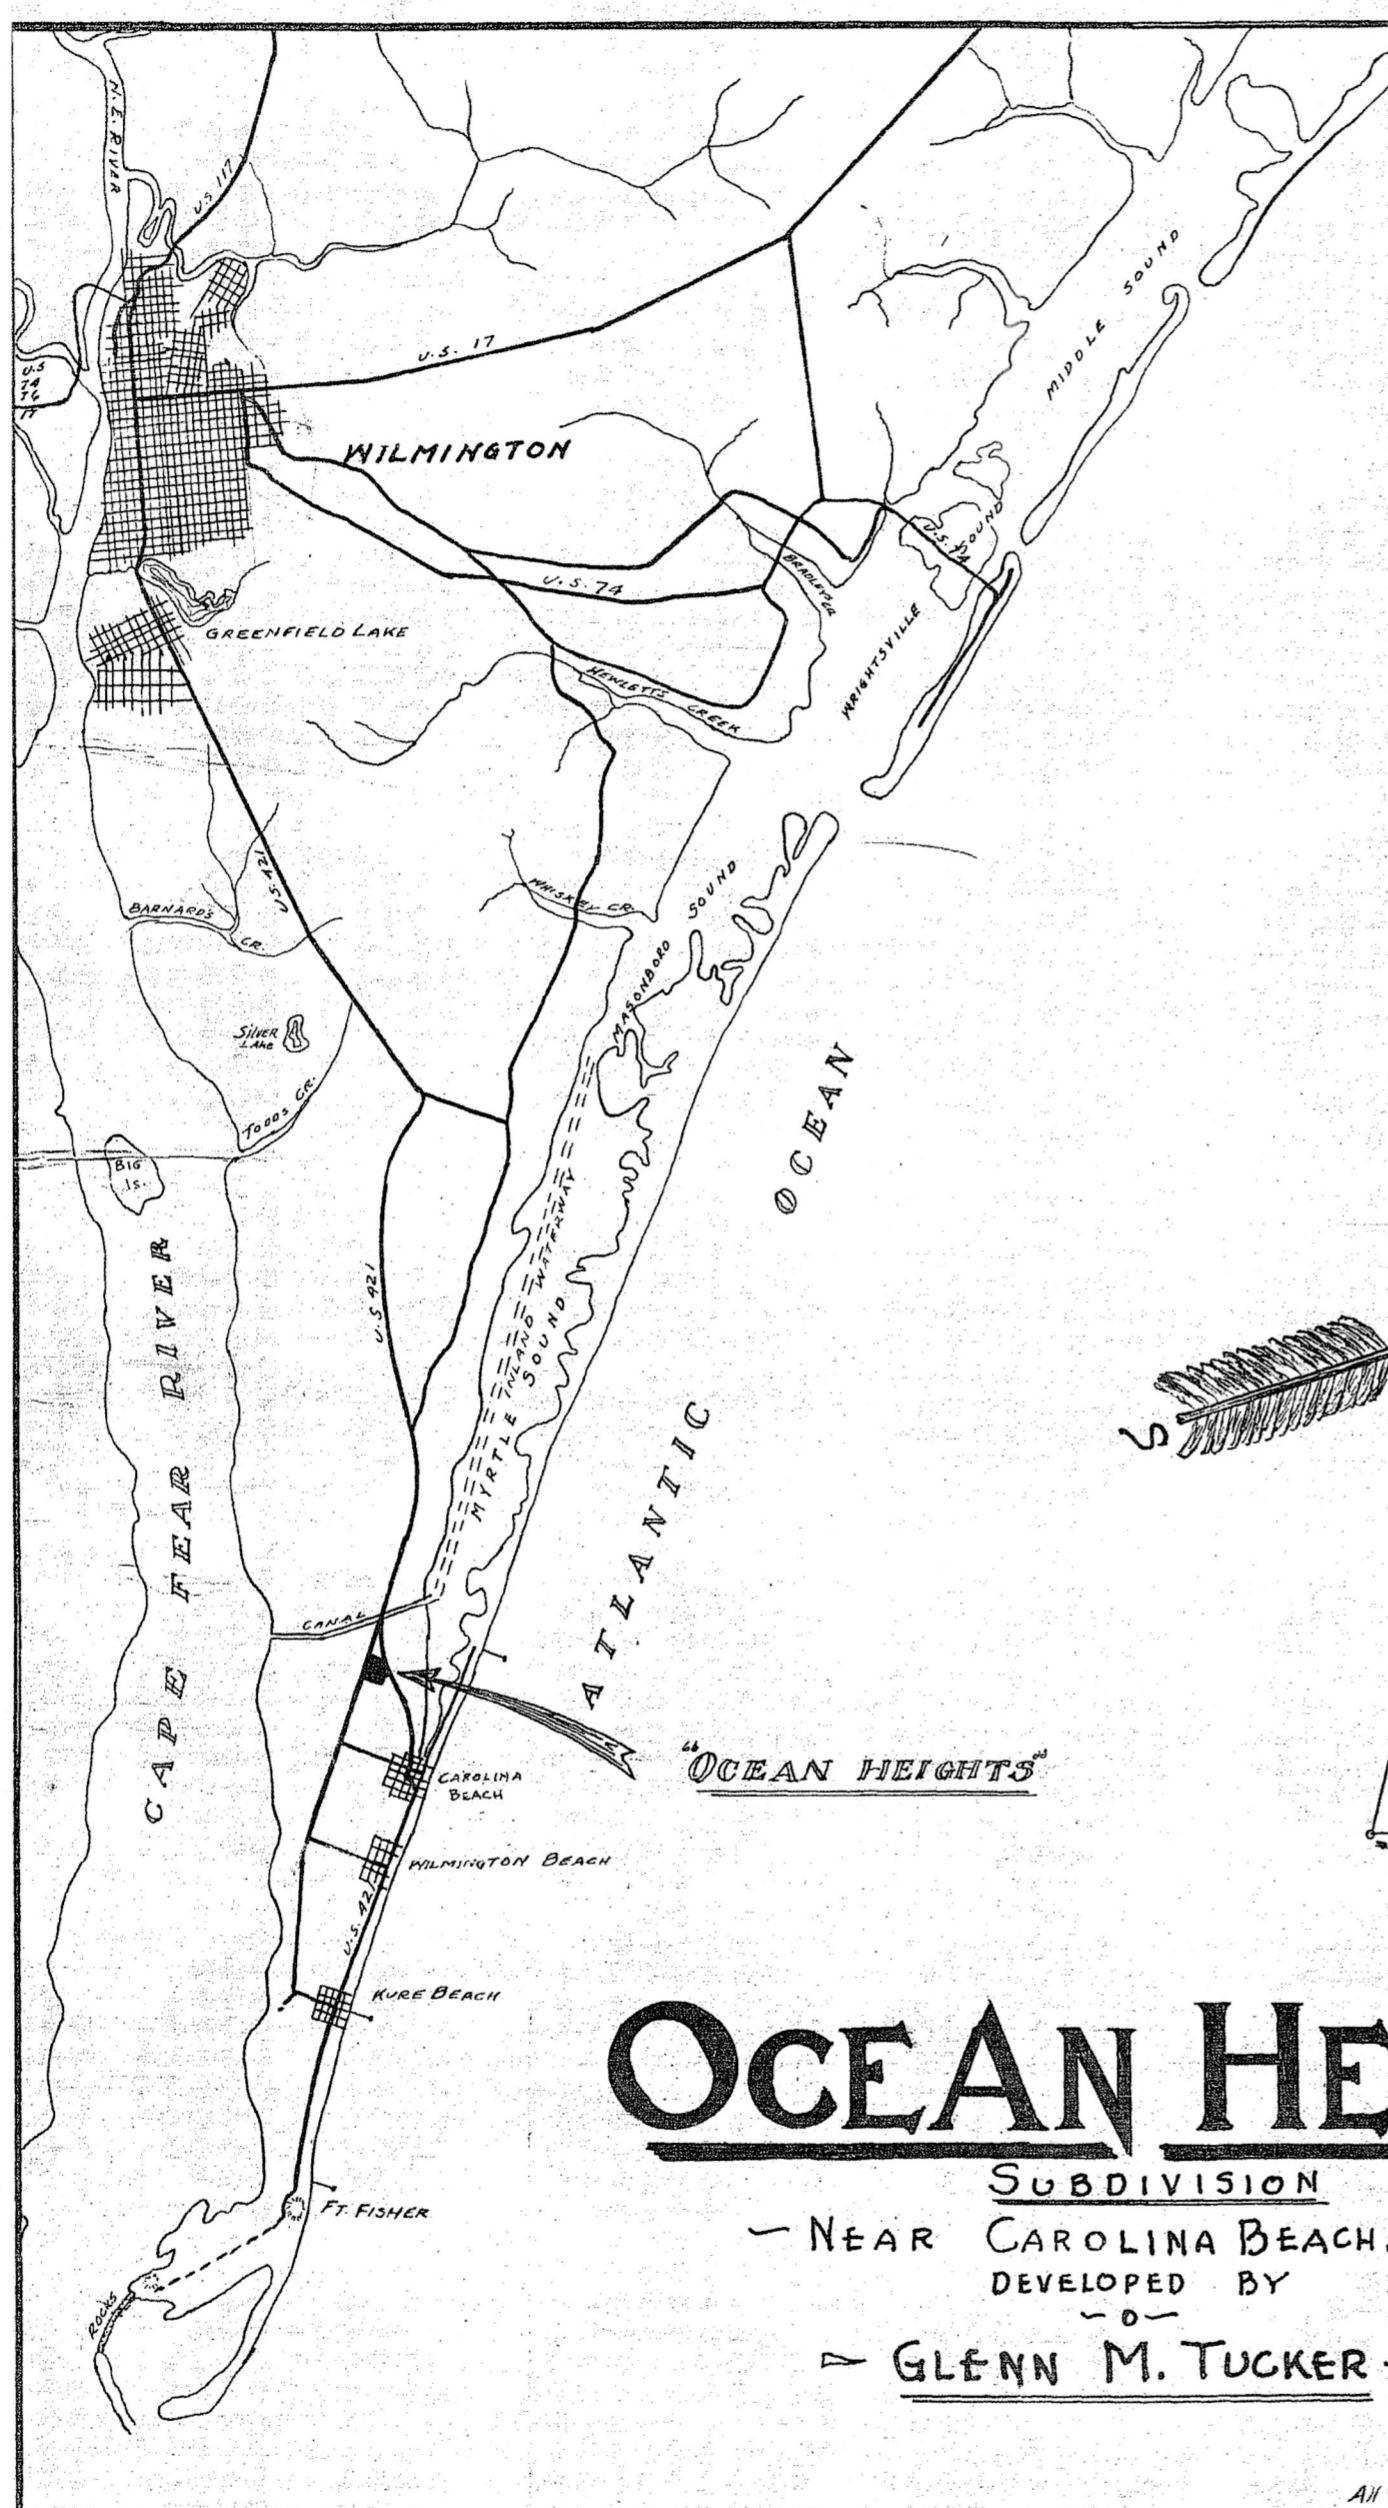 N. E. RIVER
U.S. 117
U.S. 17
U.S
74
76
17
WILMINGTON
MIDDLE SOUND
U.S. 74
SOUND
WRIGHTSVILLE
U.S. 74
GREENFIELD LAKE
HEWLETTS
CREEK
U.S. 421
BARNARDS
CR.
WHISKEY CR.
MASONBORO SOUND
SILVER
LAKE
TODDS CR.
BIG
IS.
ATLANTIC OCEAN
INLAND WATERWAY
MYRTLE SOUND
U.S 421
CAPE FEAR RIVER
S
CANAL
"OCEAN HEIGHTS"
CAROLINA
BEACH
WILMINGTON BEACH
U.S. 421
KURE BEACH
FT. FISHER
ROCKS
OCEAN HE
SUBDIVISION
- NEAR CAROLINA BEACH,
DEVELOPED BY
- o -
- GLENN M. TUCKER -
All